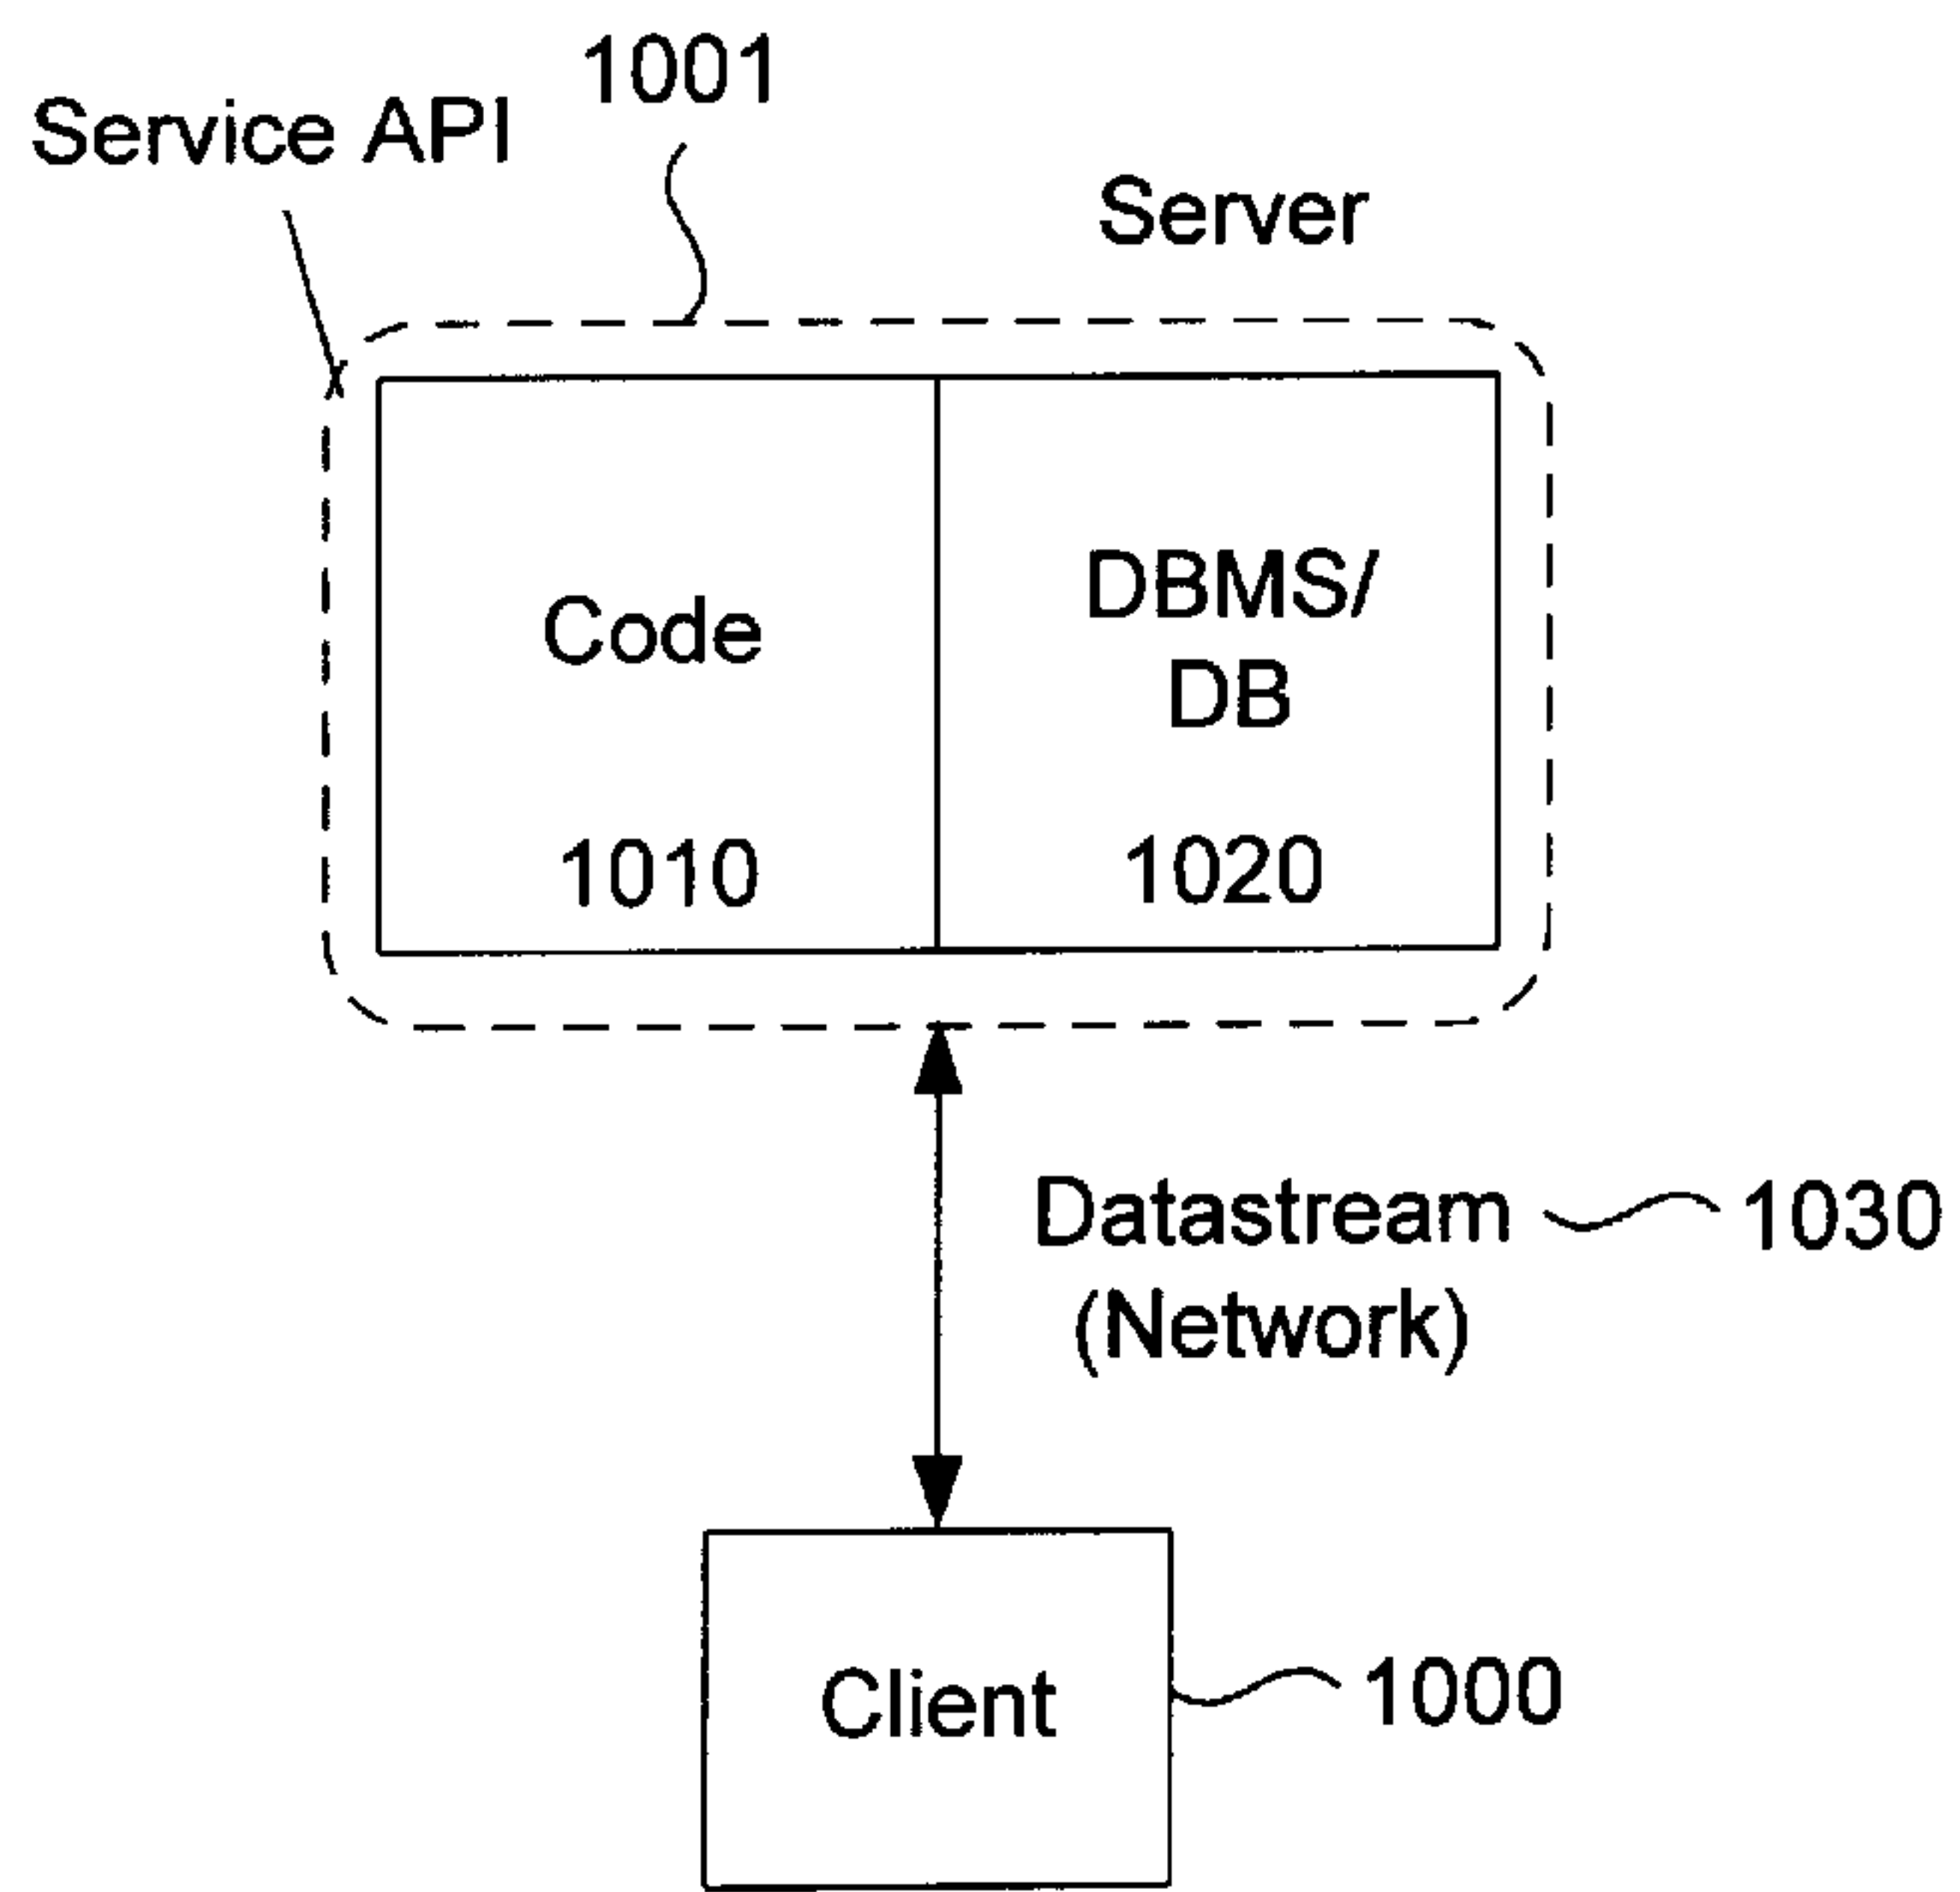 1001
Service API
Server
Code
DBMS/
DB
1010
1020
Datastream
1030
(Network)
Client
1000